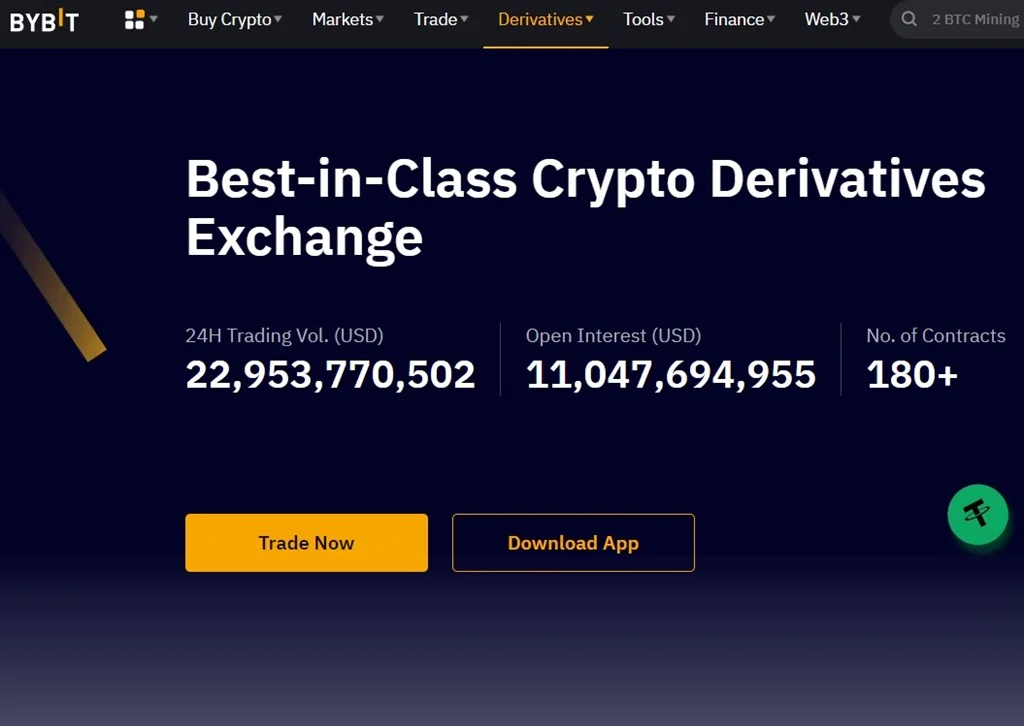 BYBIT
Buy Crypto Markets Trade Derivatives Tools Finance Web3 2 BTC Mining
Best-in-Class Crypto Derivatives
Exchange
24H Trading Vol. (USD) Open Interest (USD) No. of Contracts
22,953,770,502 11,047,694,955 180+
Trade Now Download App